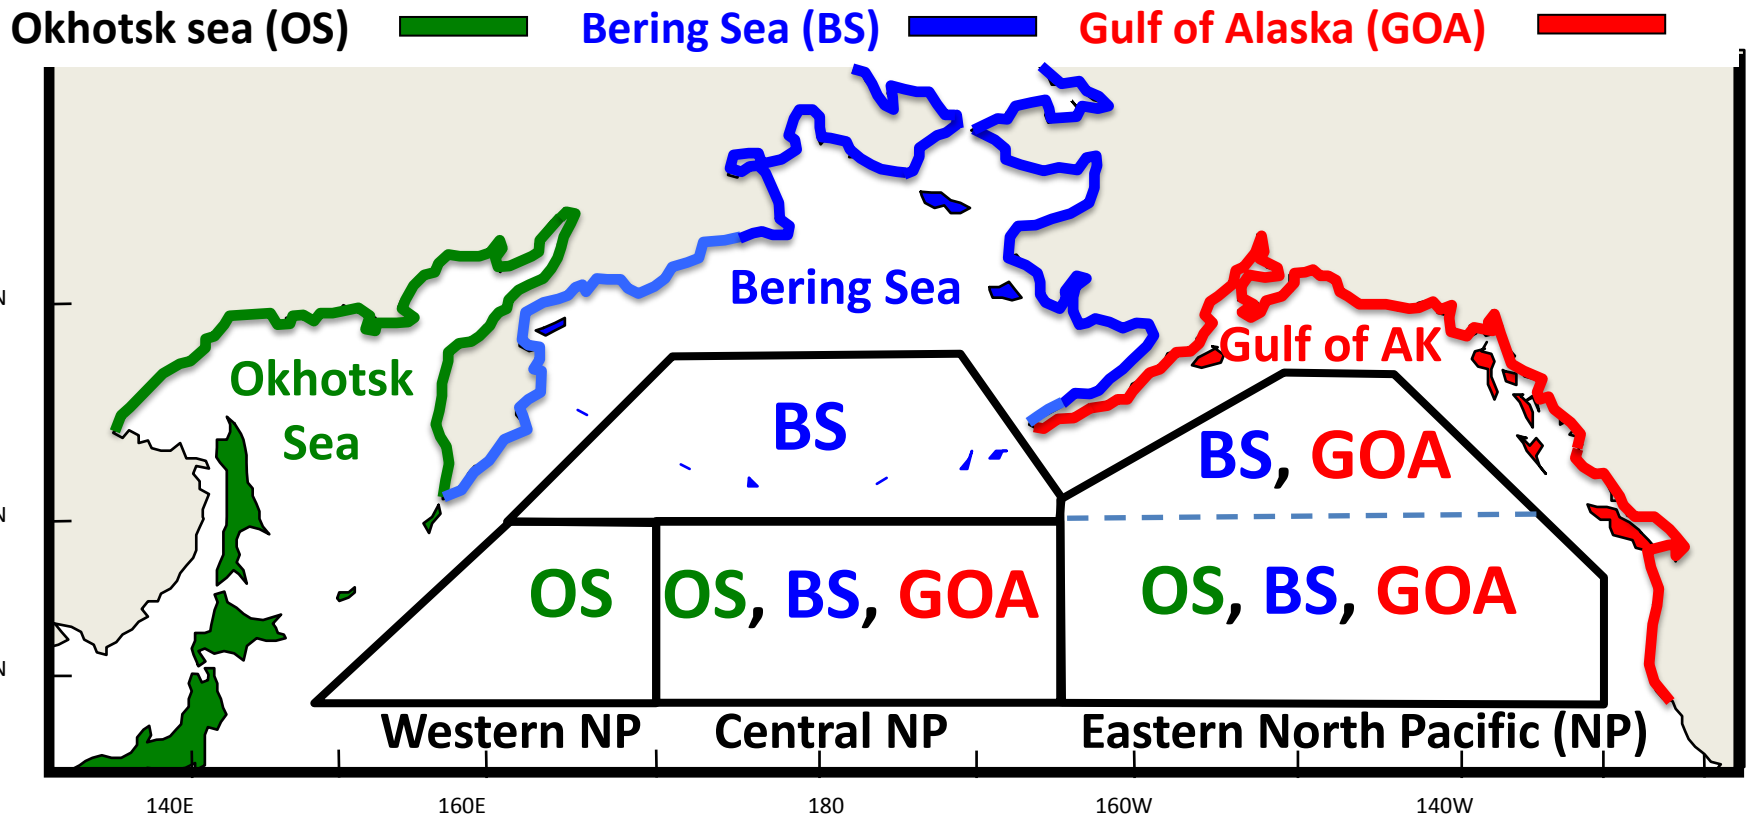 Okhotsk sea (OS) Bering Sea (BS) Gulf of Alaska (GOA)
Bering Sea
Gulf of AK
Okhotsk
Sea
BS
BS, GOA
N
N
N
OS
OS, BS, GOA
OS, BS, GOA
Western NP Central NP Eastern North Pacific (NP)
140E 160E 180 160W 140W